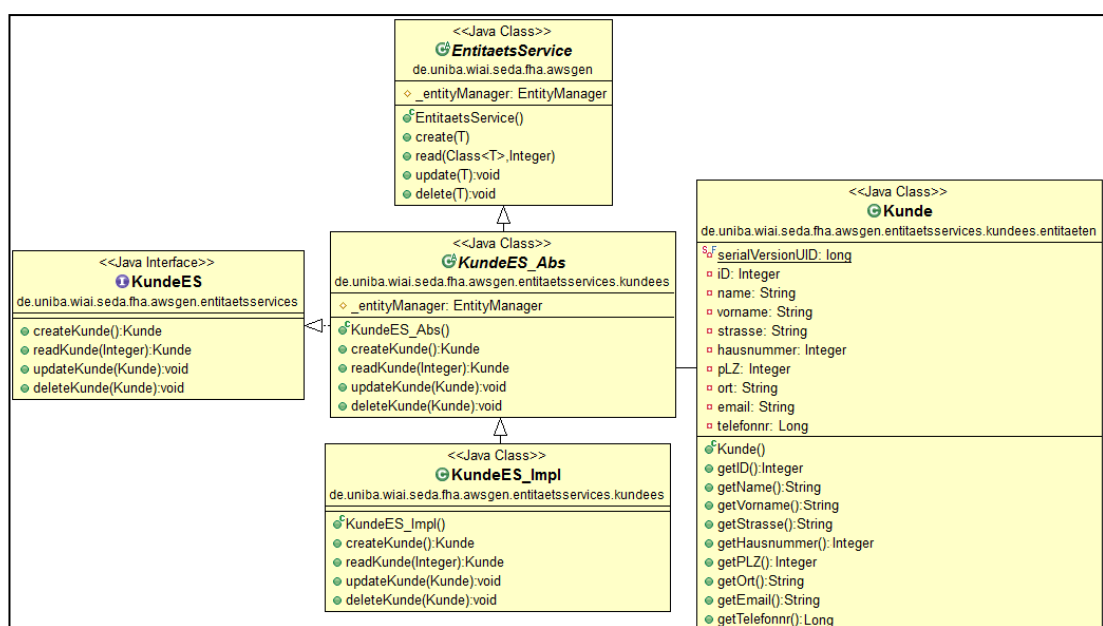 <<Java Class>>
EntitaetsService
de.uniba.wiai.seda.fha.awsgen
_entityManager: EntityManager
EntitaetsService()
create(T)
read(Class<T>,Integer)
update(T):void
delete(T):void
<<Java Interface>>
KundeES
de.uniba.wiai.seda.fha.awsgen.entitaetsservices
createKunde():Kunde
readKunde(Integer):Kunde
updateKunde(Kunde):void
deleteKunde(Kunde):void
<<Java Class>>
KundeES_Abs
de.uniba.wiai.seda.fha.awsgen.entitaetsservices.kundees
_entityManager: EntityManager
KundeES_Abs()
createKunde():Kunde
readKunde(Integer):Kunde
updateKunde(Kunde):void
deleteKunde(Kunde):void
<<Java Class>>
KundeES_Impl
de.uniba.wiai.seda.fha.awsgen.entitaetsservices.kundees
KundeES_Impl()
createKunde():Kunde
readKunde(Integer):Kunde
updateKunde(Kunde):void
deleteKunde(Kunde):void
<<Java Class>>
Kunde
de.uniba.wiai.seda.fha.awsgen.entitaetsservices.kundees.entitaeten
serialVersionUID: long
iD: Integer
name: String
vorname: String
strasse: String
hausnummer: Integer
pLZ: Integer
ort: String
email: String
telefonnr: Long
Kunde()
getID():Integer
getName():String
getVorname():String
getStrasse():String
getHausnummer():Integer
getPLZ():Integer
getOrt():String
getEmail():String
getTelefonnr():Long